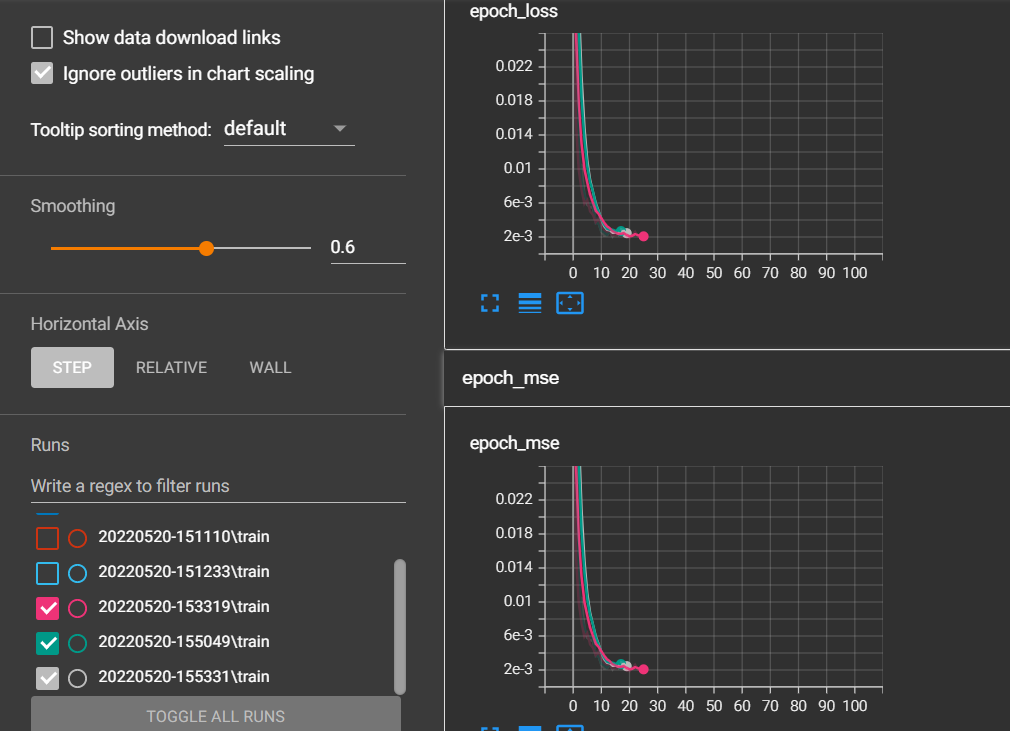 Show data download links
Ignore outliers in chart scaling
Tooltip sorting method: default
Smoothing
0.6
Horizontal Axis
STEP RELATIVE WALL
Runs
Write a regex to filter runs
20220520-151110\train
20220520-151233\train
20220520-153319\train
20220520-155049\train
20220520-155331\train
TOGGLE ALL RUNS
epoch_loss
0.022
0.018
0.014
0.01
6e-3
2e-3
0 10 20 30 40 50 60 70 80 90 100
epoch_mse
epoch_mse
0.022
0.018
0.014
0.01
6e-3
2e-3
0 10 20 30 40 50 60 70 80 90 100